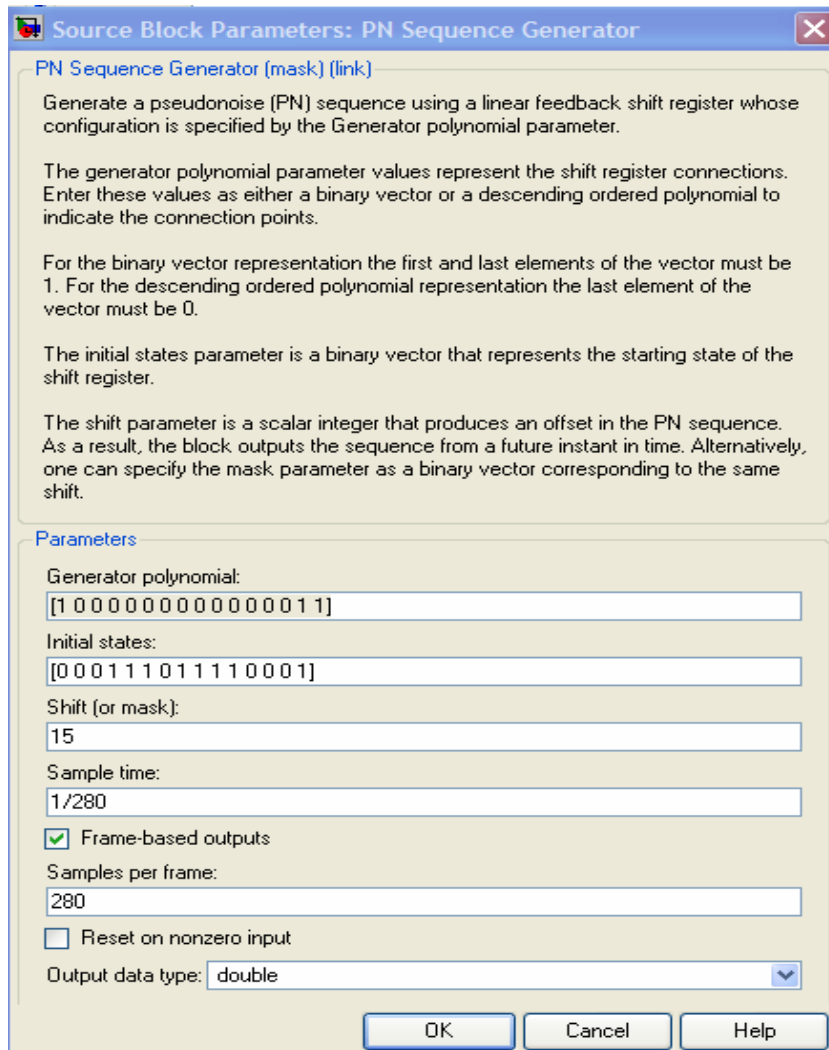 Source Block Parameters: PN Sequence Generator
PN Sequence Generator (mask) (link)
Generate a pseudonoise (PN) sequence using a linear feedback shift register whose
configuration is specified by the Generator polynomial parameter.
The generator polynomial parameter values represent the shift register connections.
Enter these values as either a binary vector or a descending ordered polynomial to
indicate the connection points.
For the binary vector representation the first and last elements of the vector must be
1. For the descending ordered polynomial representation the last element of the
vector must be 0.
The initial states parameter is a binary vector that represents the starting state of the
shift register.
The shift parameter is a scalar integer that produces an offset in the PN sequence.
As a result, the block outputs the sequence from a future instant in time. Alternatively,
one can specify the mask parameter as a binary vector corresponding to the same
shift.
Parameters
Generator polynomial:
[1 0 0 0 0 0 0 0 0 0 0 0 0 0 1 1]
Initial states:
[0 0 0 1 1 1 0 1 1 1 1 0 0 0 1]
Shift (or mask):
15
Sample time:
1/280
Frame-based outputs
Samples per frame:
280
Reset on nonzero input
Output data type: double
OK Cancel Help